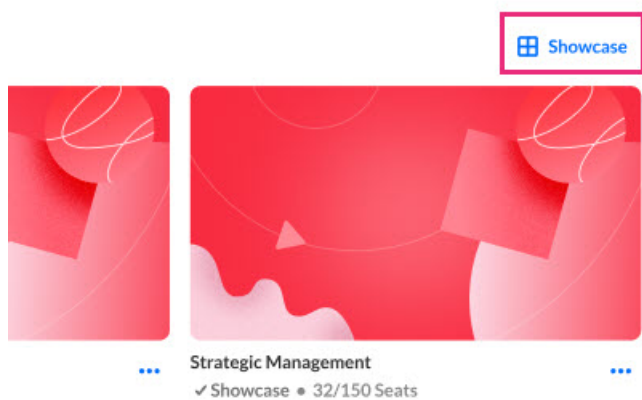 Showcase
Strategic Management
✓ Showcase • 32/150 Seats